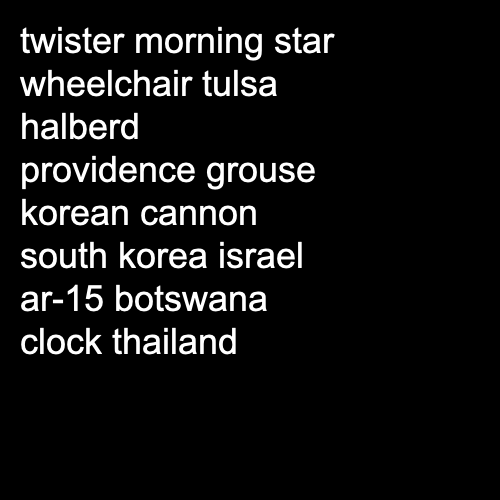 twister morning star
wheelchair tulsa
halberd
providence grouse
korean cannon
south korea israel
ar-15 botswana
clock thailand